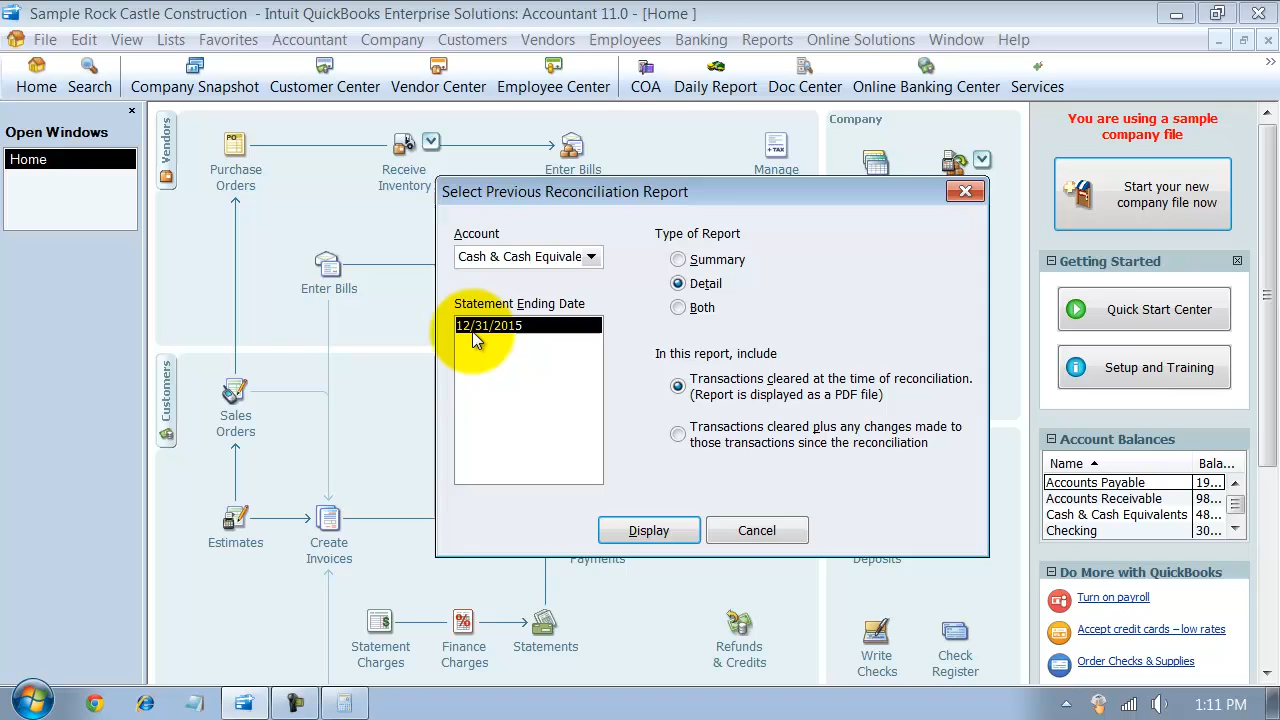 Sample Rock Castle Construction - Intuit QuickBooks Enterprise Solutions: Accountant 11.0 - [Home ]
File Edit View Lists Favorites Accountant Company Customers Vendors Employees Banking Reports Online Solutions Window Help
Home Search Company Snapshot Customer Center Vendor Center Employee Center COA Daily Report Doc Center Online Banking Center Services
Open Windows
Home
Vendors
PO
Purchase
Orders
Receive
Inventory
Enter Bills
+ TAX
Manage
Enter Bills
Customers
Sales
Orders
Estimates
Create
Invoices
Payments
Deposits
Statement
Charges
Finance
Charges
Statements
Refunds
& Credits
Company
Write
Checks
Check
Register
Select Previous Reconciliation Report
Account
Cash & Cash Equivale
Statement Ending Date
12/31/2015
Type of Report
Summary
Detail
Both
In this report, include
Transactions cleared at the time of reconciliation.
(Report is displayed as a PDF file)
Transactions cleared plus any changes made to
those transactions since the reconciliation
Display
Cancel
You are using a sample
company file
Start your new
company file now
Getting Started
Quick Start Center
Setup and Training
Account Balances
Name Bala...
Accounts Payable 19...
Accounts Receivable 98...
Cash & Cash Equivalents 48...
Checking 30...
Do More with QuickBooks
Turn on payroll
Accept credit cards – low rates
Order Checks & Supplies
1:11 PM